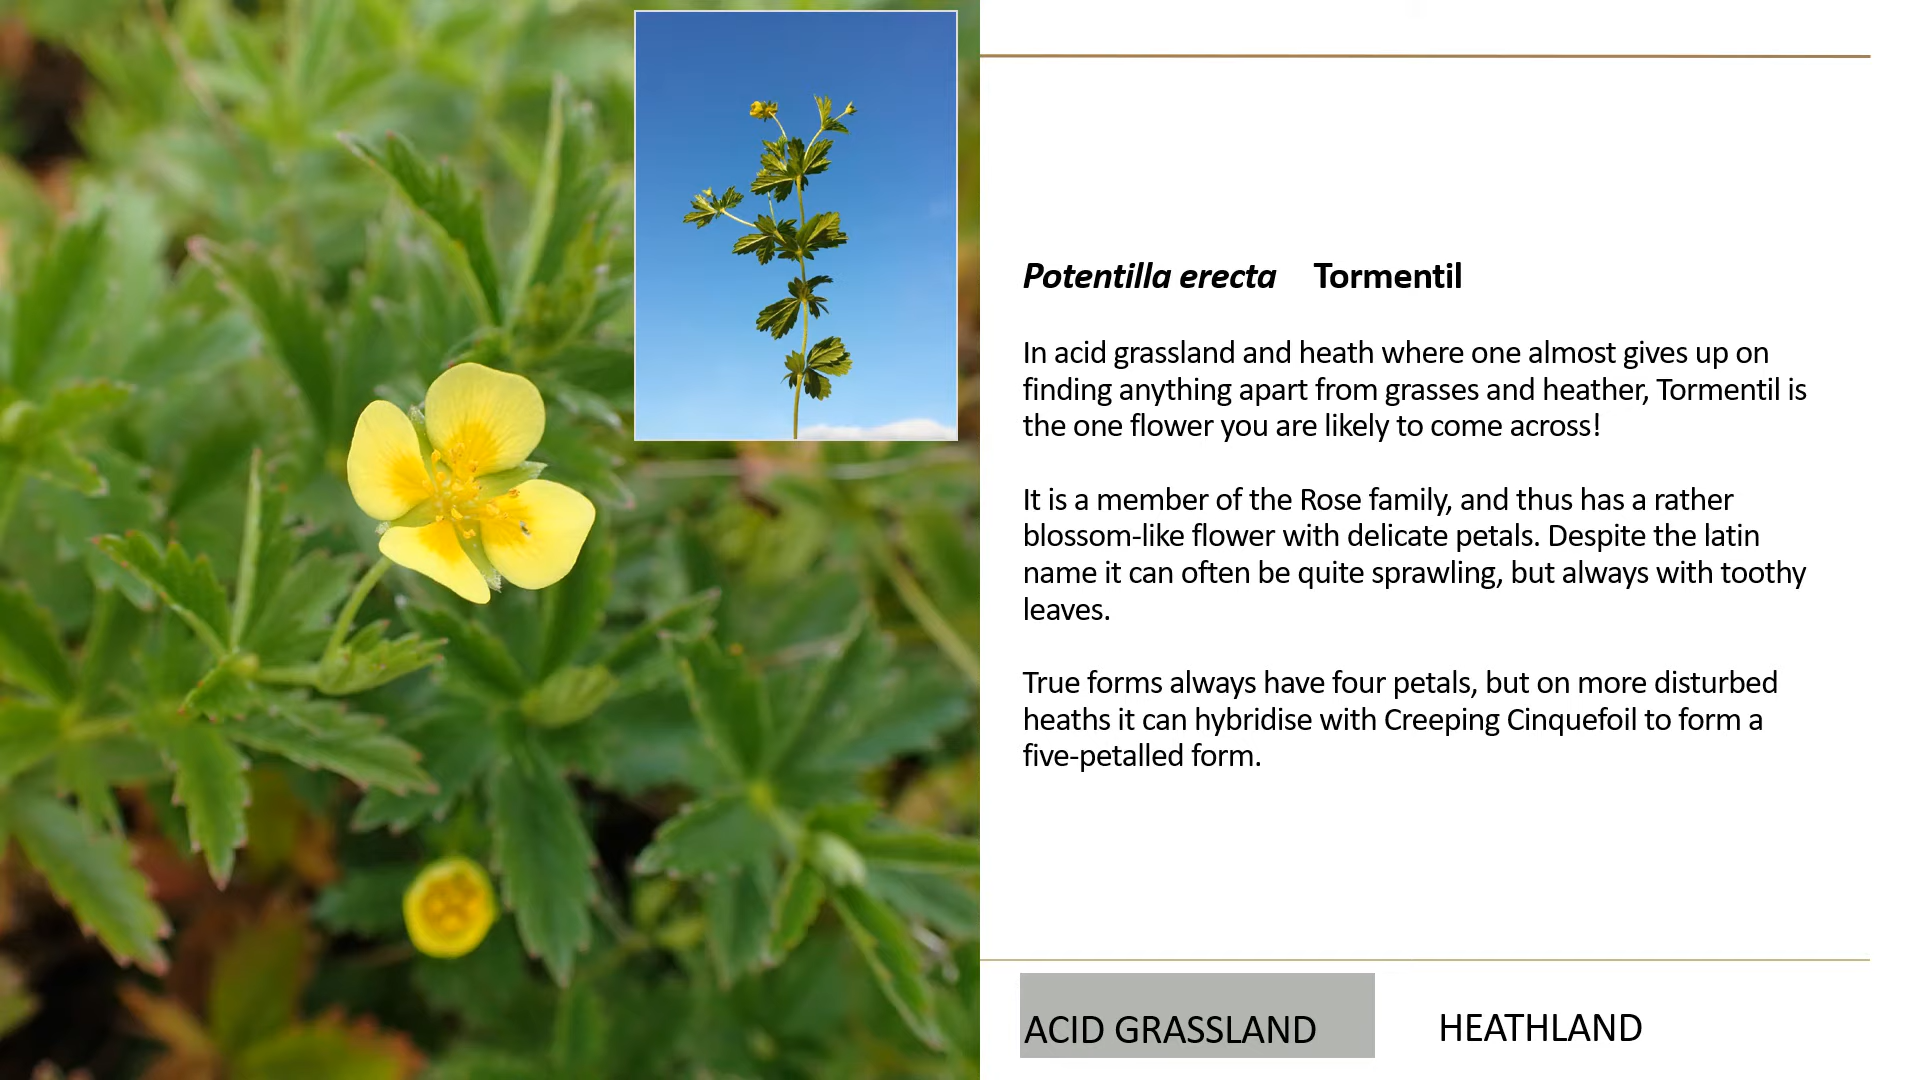 Potentilla erecta Tormentil
In acid grassland and heath where one almost gives up on
finding anything apart from grasses and heather, Tormentil is
the one flower you are likely to come across!
It is a member of the Rose family, and thus has a rather
blossom-like flower with delicate petals. Despite the latin
name it can often be quite sprawling, but always with toothy
leaves.
True forms always have four petals, but on more disturbed
heaths it can hybridise with Creeping Cinquefoil to form a
five-petalled form.
ACID GRASSLAND HEATHLAND